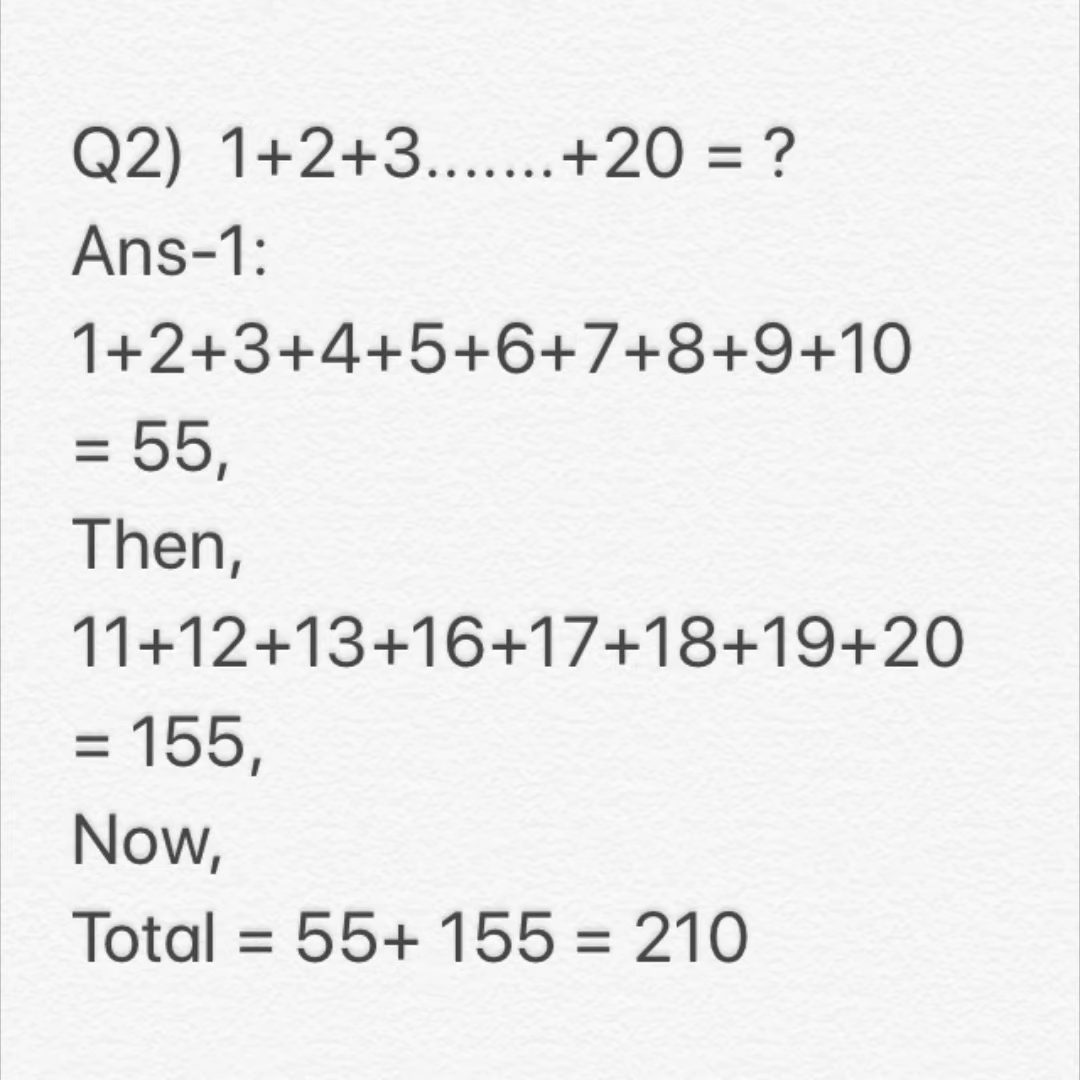 Q2) 1+2+3.......+20 = ?
Ans-1:
1+2+3+4+5+6+7+8+9+10
= 55,
Then,
11+12+13+16+17+18+19+20
= 155,
Now,
Total = 55+ 155 = 210